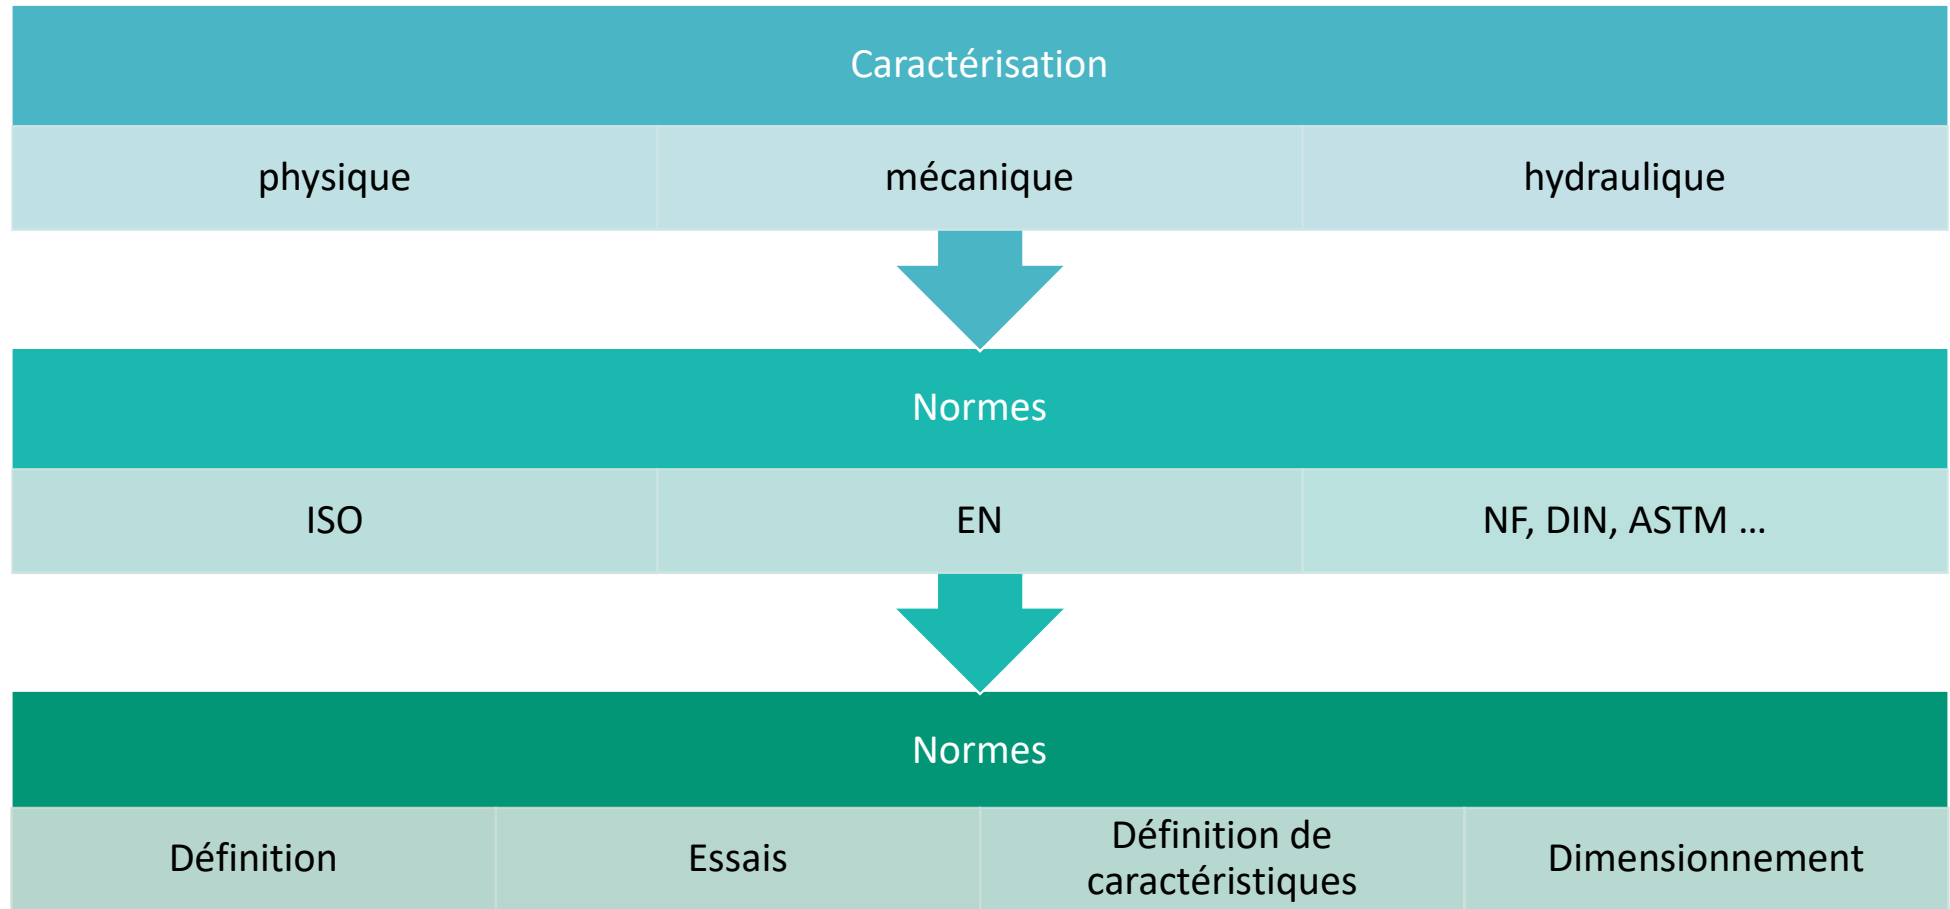 Caractérisation
physique
mécanique
hydraulique
Normes
ISO
EN
NF, DIN, ASTM ...
Normes
Définition
Essais
Définition de
caractéristiques
Dimensionnement